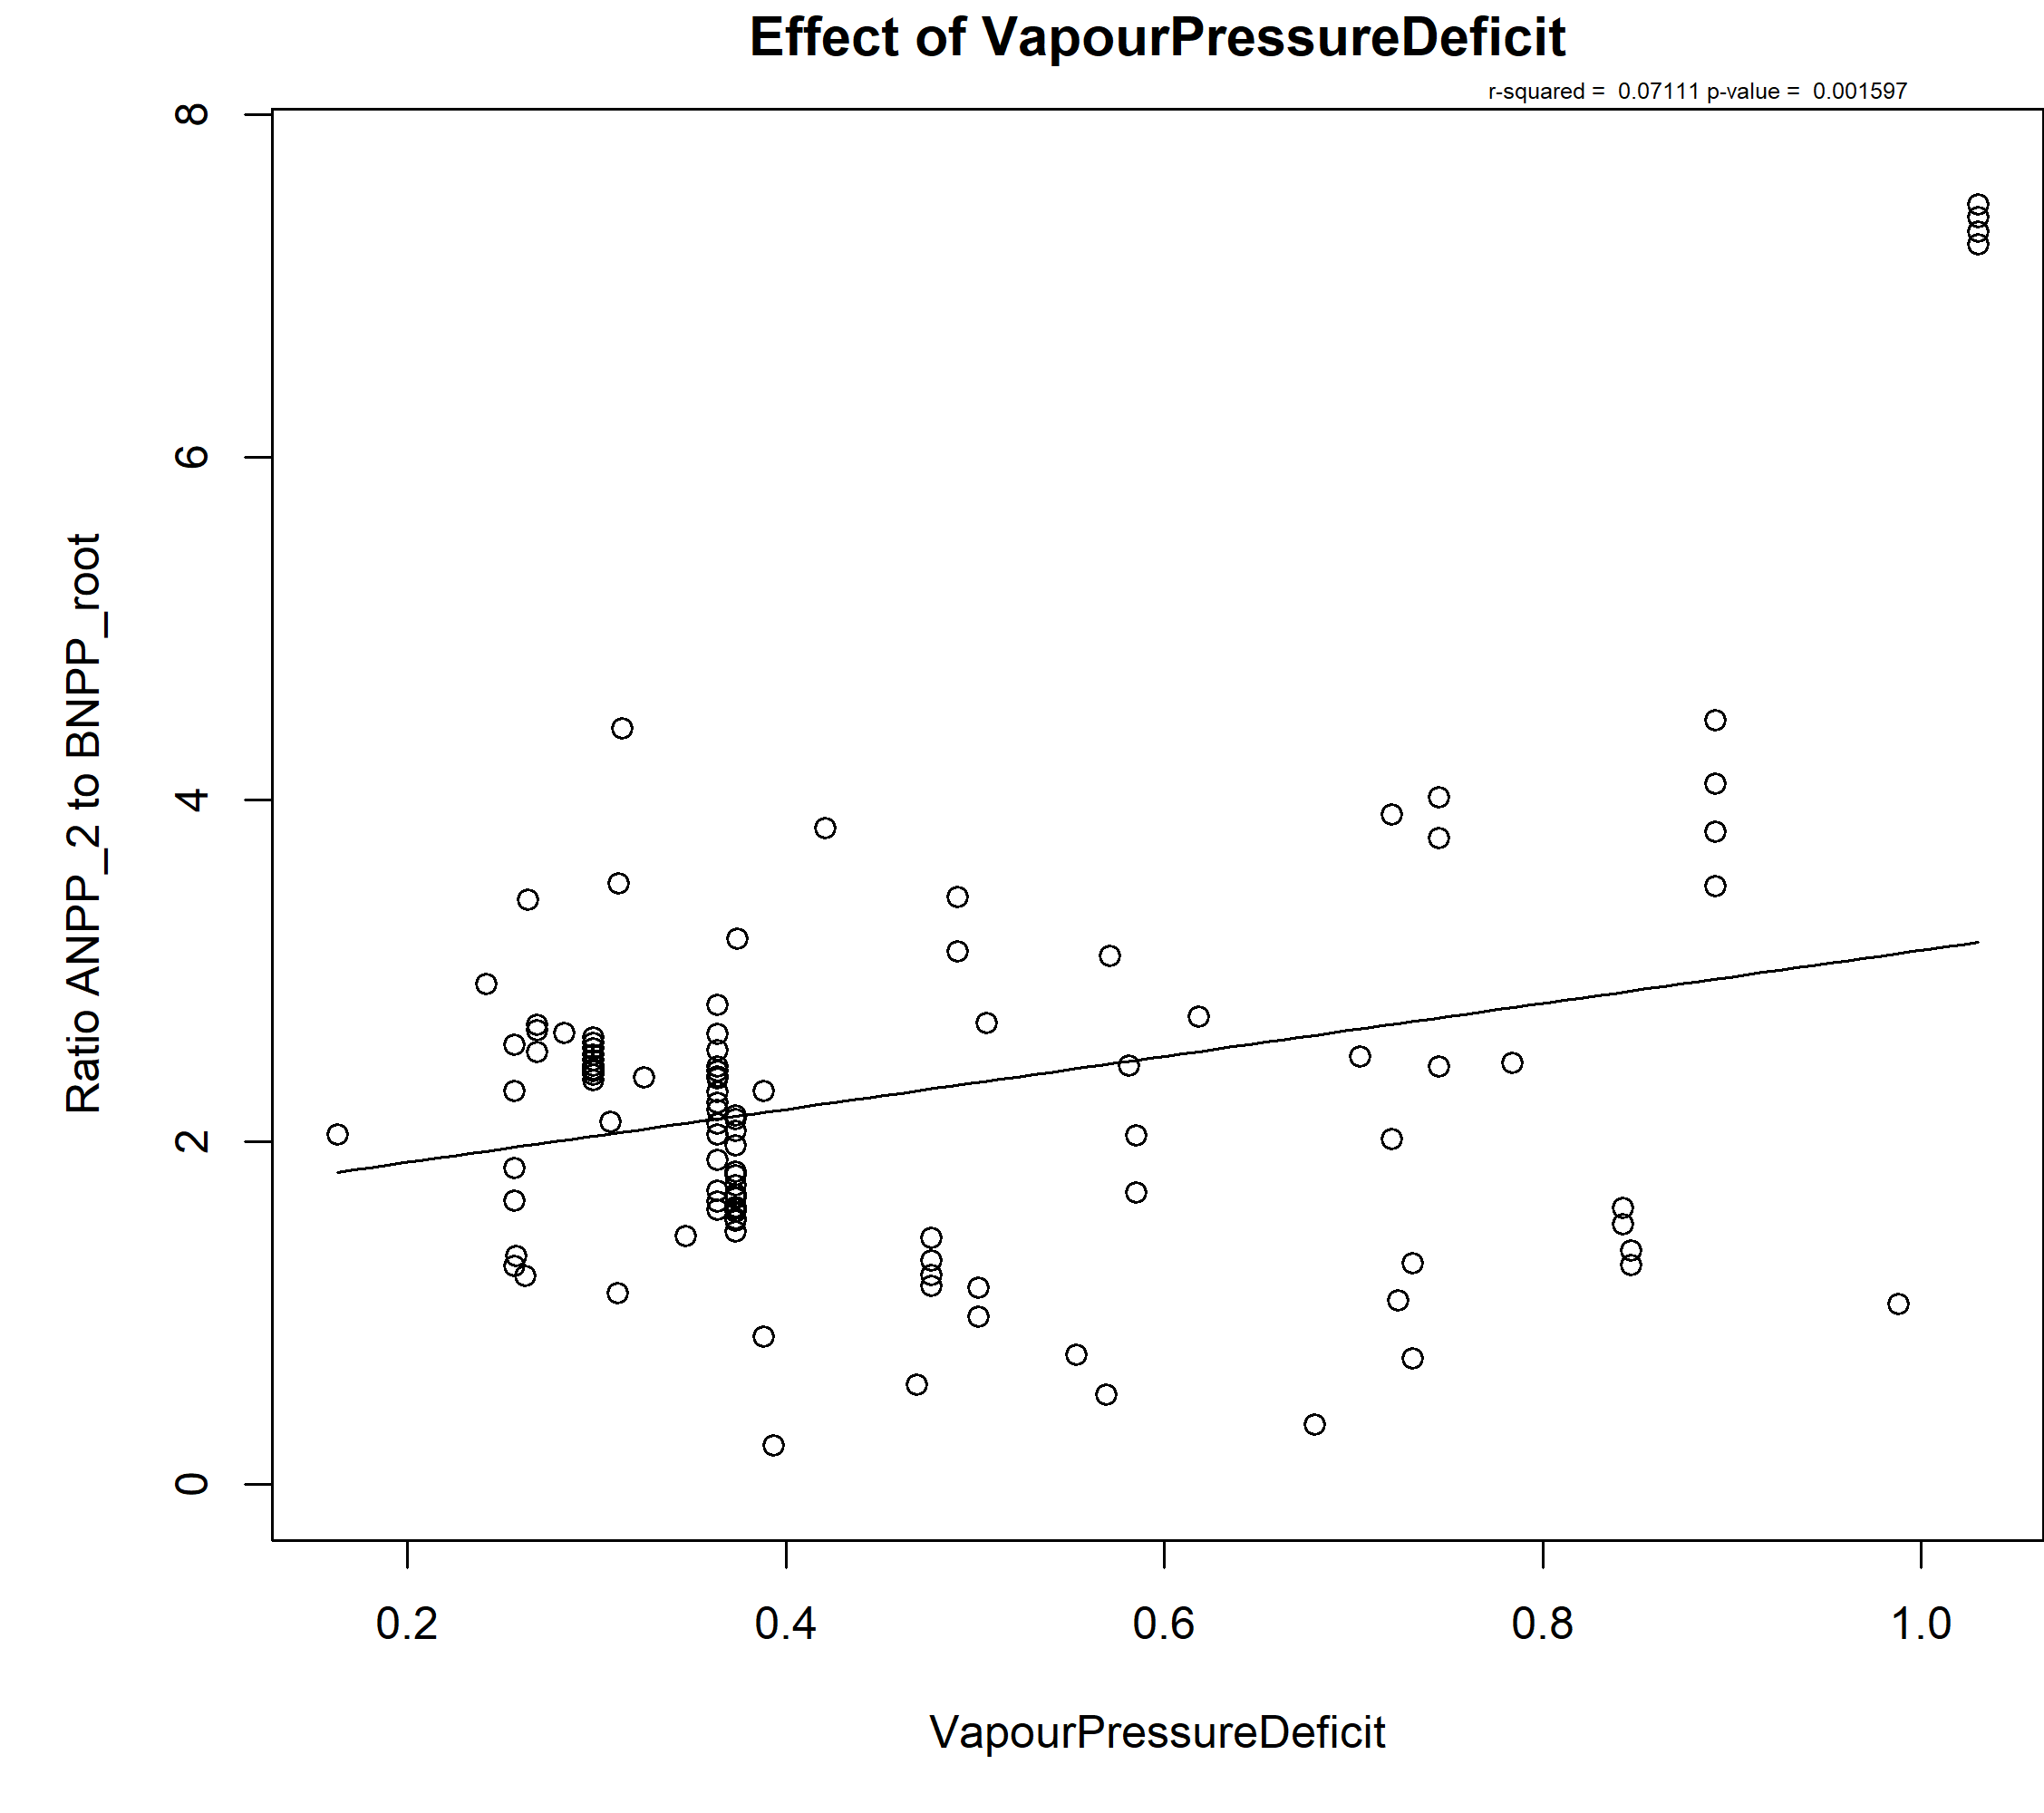 Effect of VapourPressureDeficit
r-squared =  0.07111 p-value =  0.001597
8
6
4
2
0
Ratio ANPP_2 to BNPP_root
0.2 0.4 0.6 0.8 1.0
VapourPressureDeficit